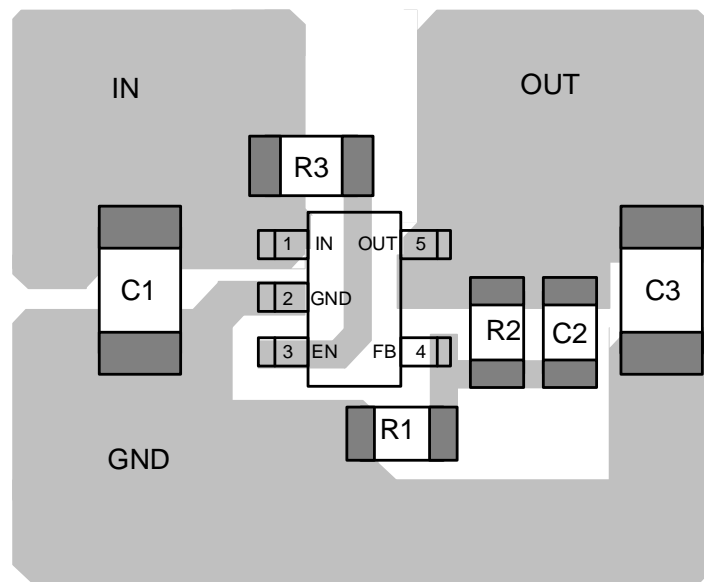 IN
OUT
R3
1 IN OUT 5
C1
2 GND
C3
R2
C2
3 EN FB 4
R1
GND